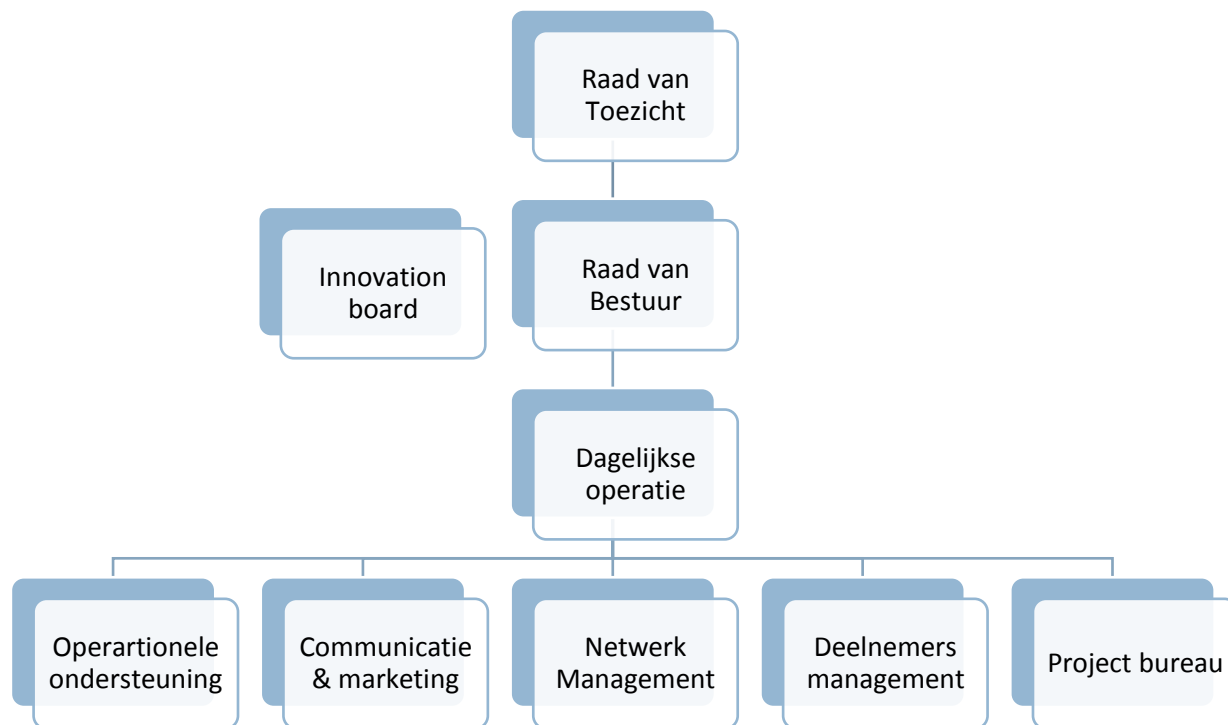 Raad van
Toezicht
Innovation
board
Raad van
Bestuur
Dagelijkse
operatie
Operartionele
ondersteuning
Communicatie
& marketing
Netwerk
Management
Deelnemers
management
Project bureau